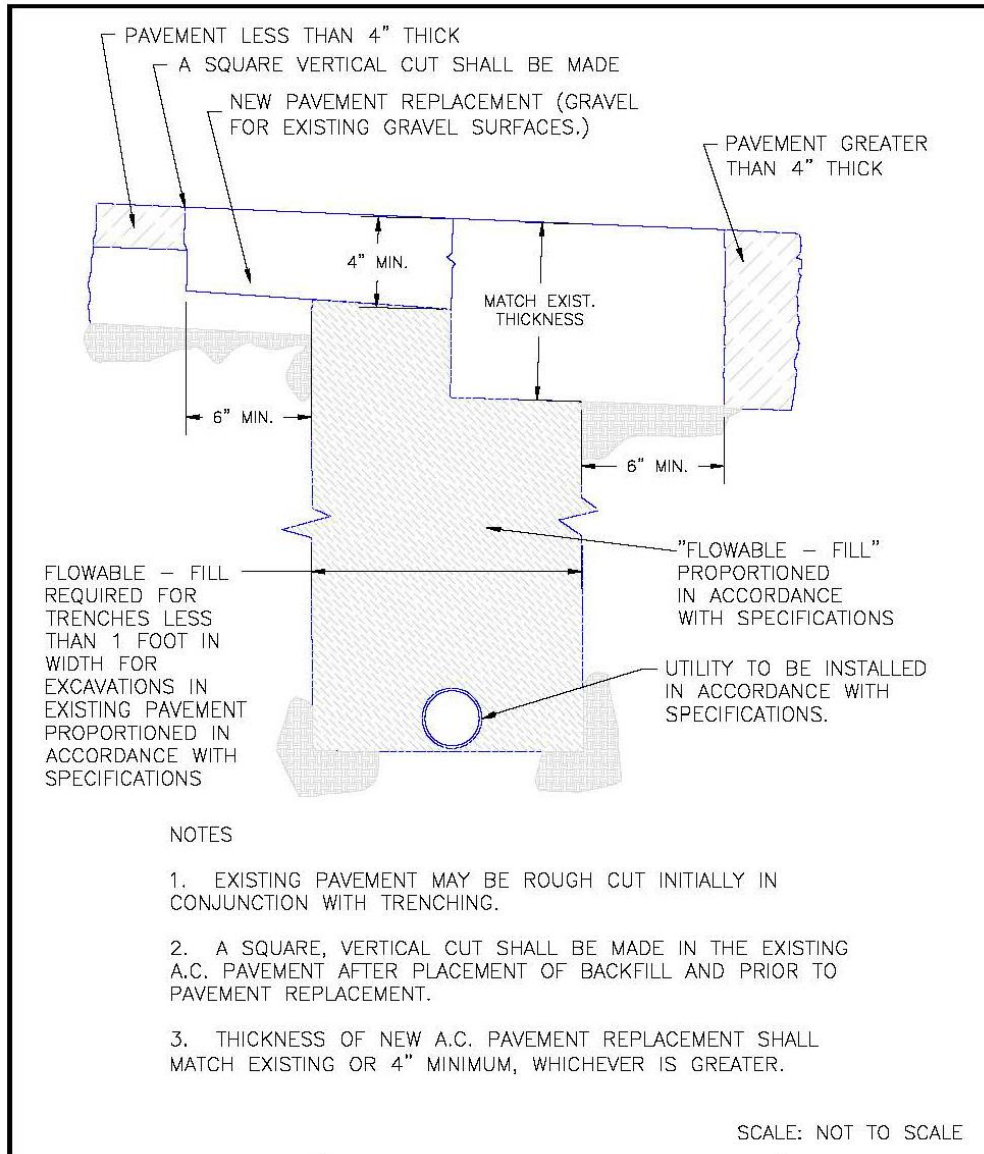 PAVEMENT LESS THAN 4" THICK
A SQUARE VERTICAL CUT SHALL BE MADE
NEW PAVEMENT REPLACEMENT (GRAVEL
FOR EXISTING GRAVEL SURFACES.)
PAVEMENT GREATER
THAN 4" THICK
4" MIN.
MATCH EXIST.
THICKNESS
6" MIN.
6" MIN.
FLOWABLE – FILL
REQUIRED FOR
TRENCHES LESS
THAN 1 FOOT IN
WIDTH FOR
EXCAVATIONS IN
EXISTING PAVEMENT
PROPORTIONED IN
ACCORDANCE WITH
SPECIFICATIONS
"FLOWABLE – FILL"
PROPORTIONED
IN ACCORDANCE
WITH SPECIFICATIONS
UTILITY TO BE INSTALLED
IN ACCORDANCE WITH
SPECIFICATIONS.
NOTES
1. EXISTING PAVEMENT MAY BE ROUGH CUT INITIALLY IN
CONJUNCTION WITH TRENCHING.
2. A SQUARE, VERTICAL CUT SHALL BE MADE IN THE EXISTING
A.C. PAVEMENT AFTER PLACEMENT OF BACKFILL AND PRIOR TO
PAVEMENT REPLACEMENT.
3. THICKNESS OF NEW A.C. PAVEMENT REPLACEMENT SHALL
MATCH EXISTING OR 4" MINIMUM, WHICHEVER IS GREATER.
SCALE: NOT TO SCALE